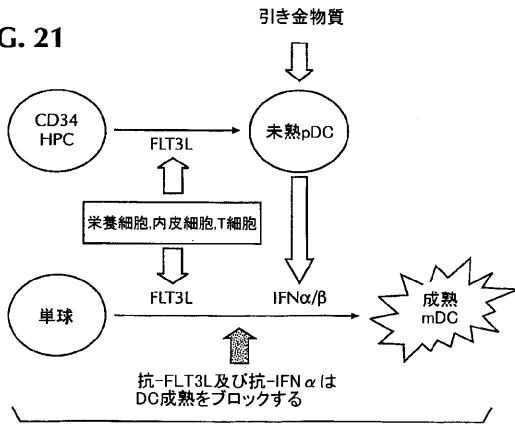 G. 21
引き金物質
CD34
HPC
FLT3L
未熟pDC
栄養細胞,内皮細胞,T細胞
FLT3L
IFNα/β
単球
成熟
mDC
抗-FLT3L及び抗-IFNαは
DC成熟をブロックする